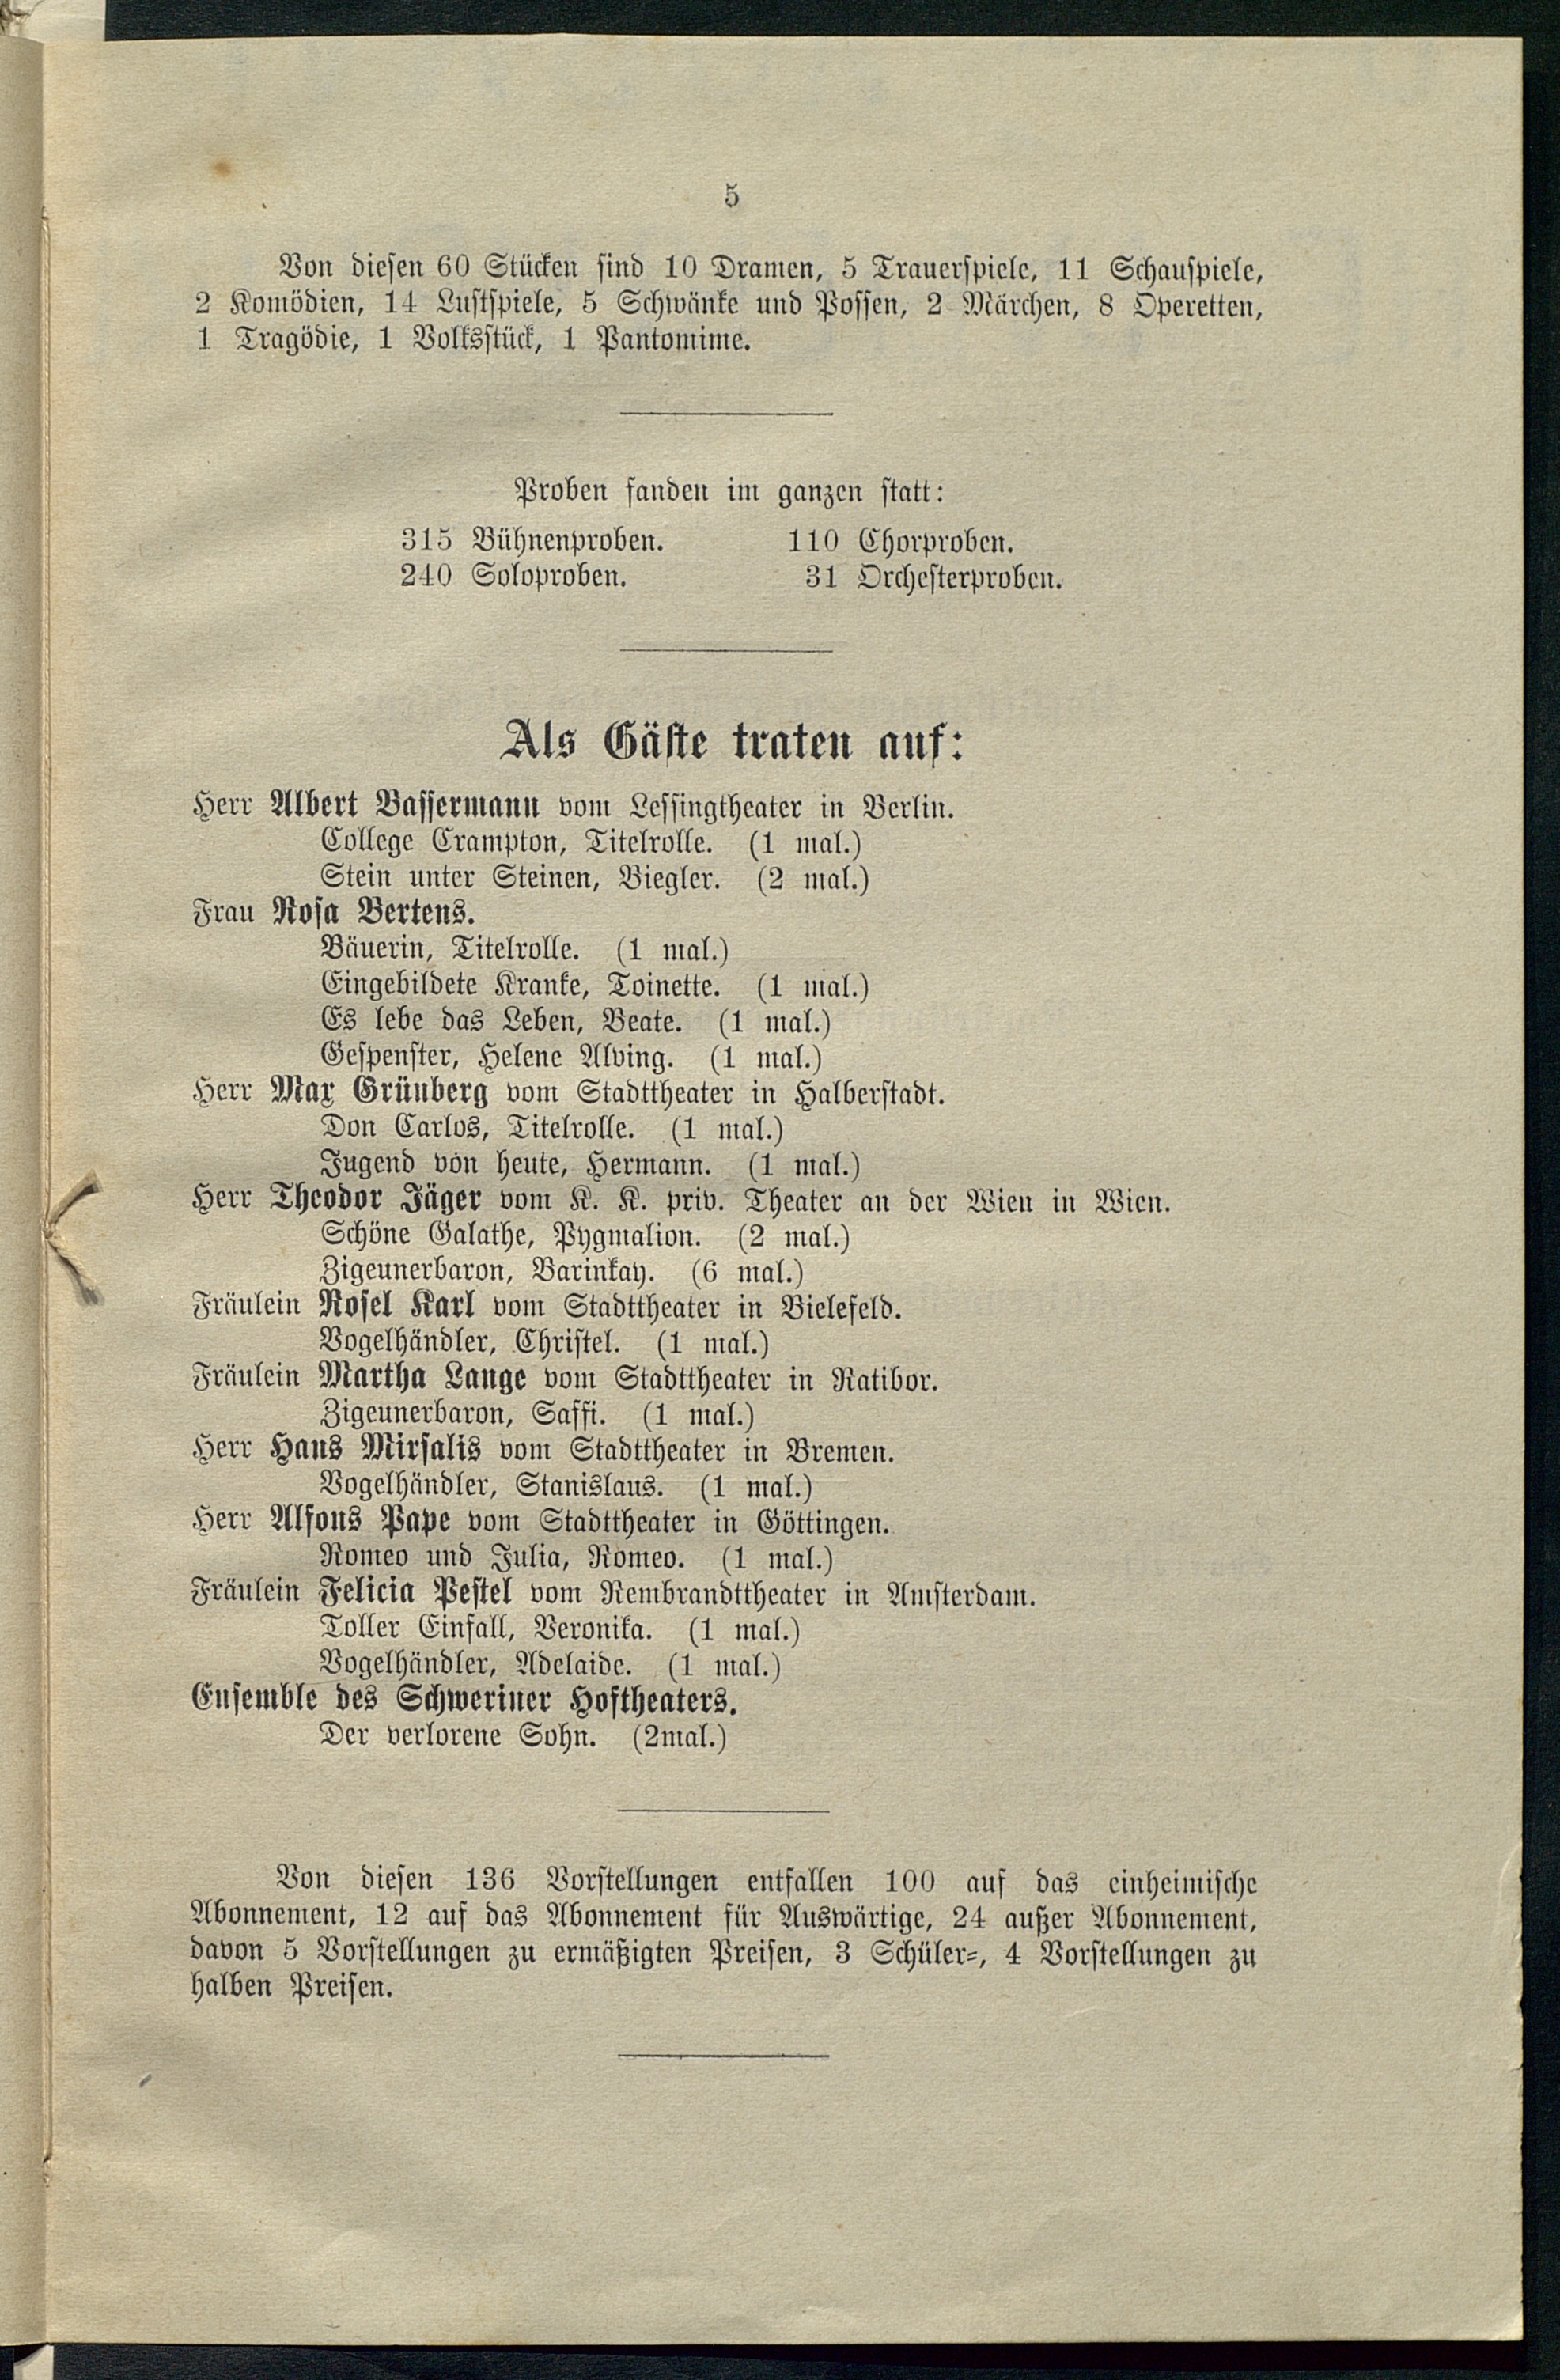 5
Von diesen 60 Stücken sind 10 Dramen, 5 Trauerspiele, 11 Schauspiele,
2 Komödien, 14 Lustspiele, 5 Schwänke und Possen, 2 Märchen, 8 Operetten,
1 Tragödie, 1 Volksstück, 1 Pantomime.
Proben fanden im ganzen statt:
315 Bühnenproben. 110 Chorproben.
240 Soloproben. 31 Orchesterproben.
Als Gäste traten auf:
Herr Albert Bassermann vom Lessingtheater in Berlin.
College Crampton, Titelrolle. (1 mal.)
Stein unter Steinen, Biegler. (2 mal.)
Frau Rosa Bertens.
Bäuerin, Titelrolle. (1 mal.)
Eingebildete Kranke, Toinette. (1 mal.)
Es lebe das Leben, Beate. (1 mal.)
Gespenster, Helene Alving. (1 mal.)
Herr Max Grünberg vom Stadttheater in Halberstadt.
Don Carlos, Titelrolle. (1 mal.)
Jugend von heute, Hermann. (1 mal.)
Herr Theodor Jäger vom K. K. priv. Theater an der Wien in Wien.
Schöne Galathe, Pygmalion. (2 mal.)
Zigeunerbaron, Barinkay. (6 mal.)
Fräulein Rosel Karl vom Stadttheater in Bielefeld.
Vogelhändler, Christel. (1 mal.)
Fräulein Martha Lange vom Stadttheater in Ratibor.
Zigeunerbaron, Saffi. (1 mal.)
Herr Hans Mirsalis vom Stadttheater in Bremen.
Vogelhändler, Stanislaus. (1 mal.)
Herr Alfons Pape vom Stadttheater in Göttingen.
Romeo und Julia, Romeo. (1 mal.)
Fräulein Felicia Pestel vom Rembrandttheater in Amsterdam.
Toller Einfall, Veronika. (1 mal.)
Vogelhändler, Adelaide. (1 mal.)
Ensemble des Schweriner Hoftheaters.
Der verlorene Sohn. (2mal.)
Von diesen 136 Vorstellungen entfallen 100 auf das einheimische
Abonnement, 12 auf das Abonnement für Auswärtige, 24 außer Abonnement,
davon 5 Vorstellungen zu ermäßigten Preisen, 3 Schüler-, 4 Vorstellungen zu
halben Preisen.